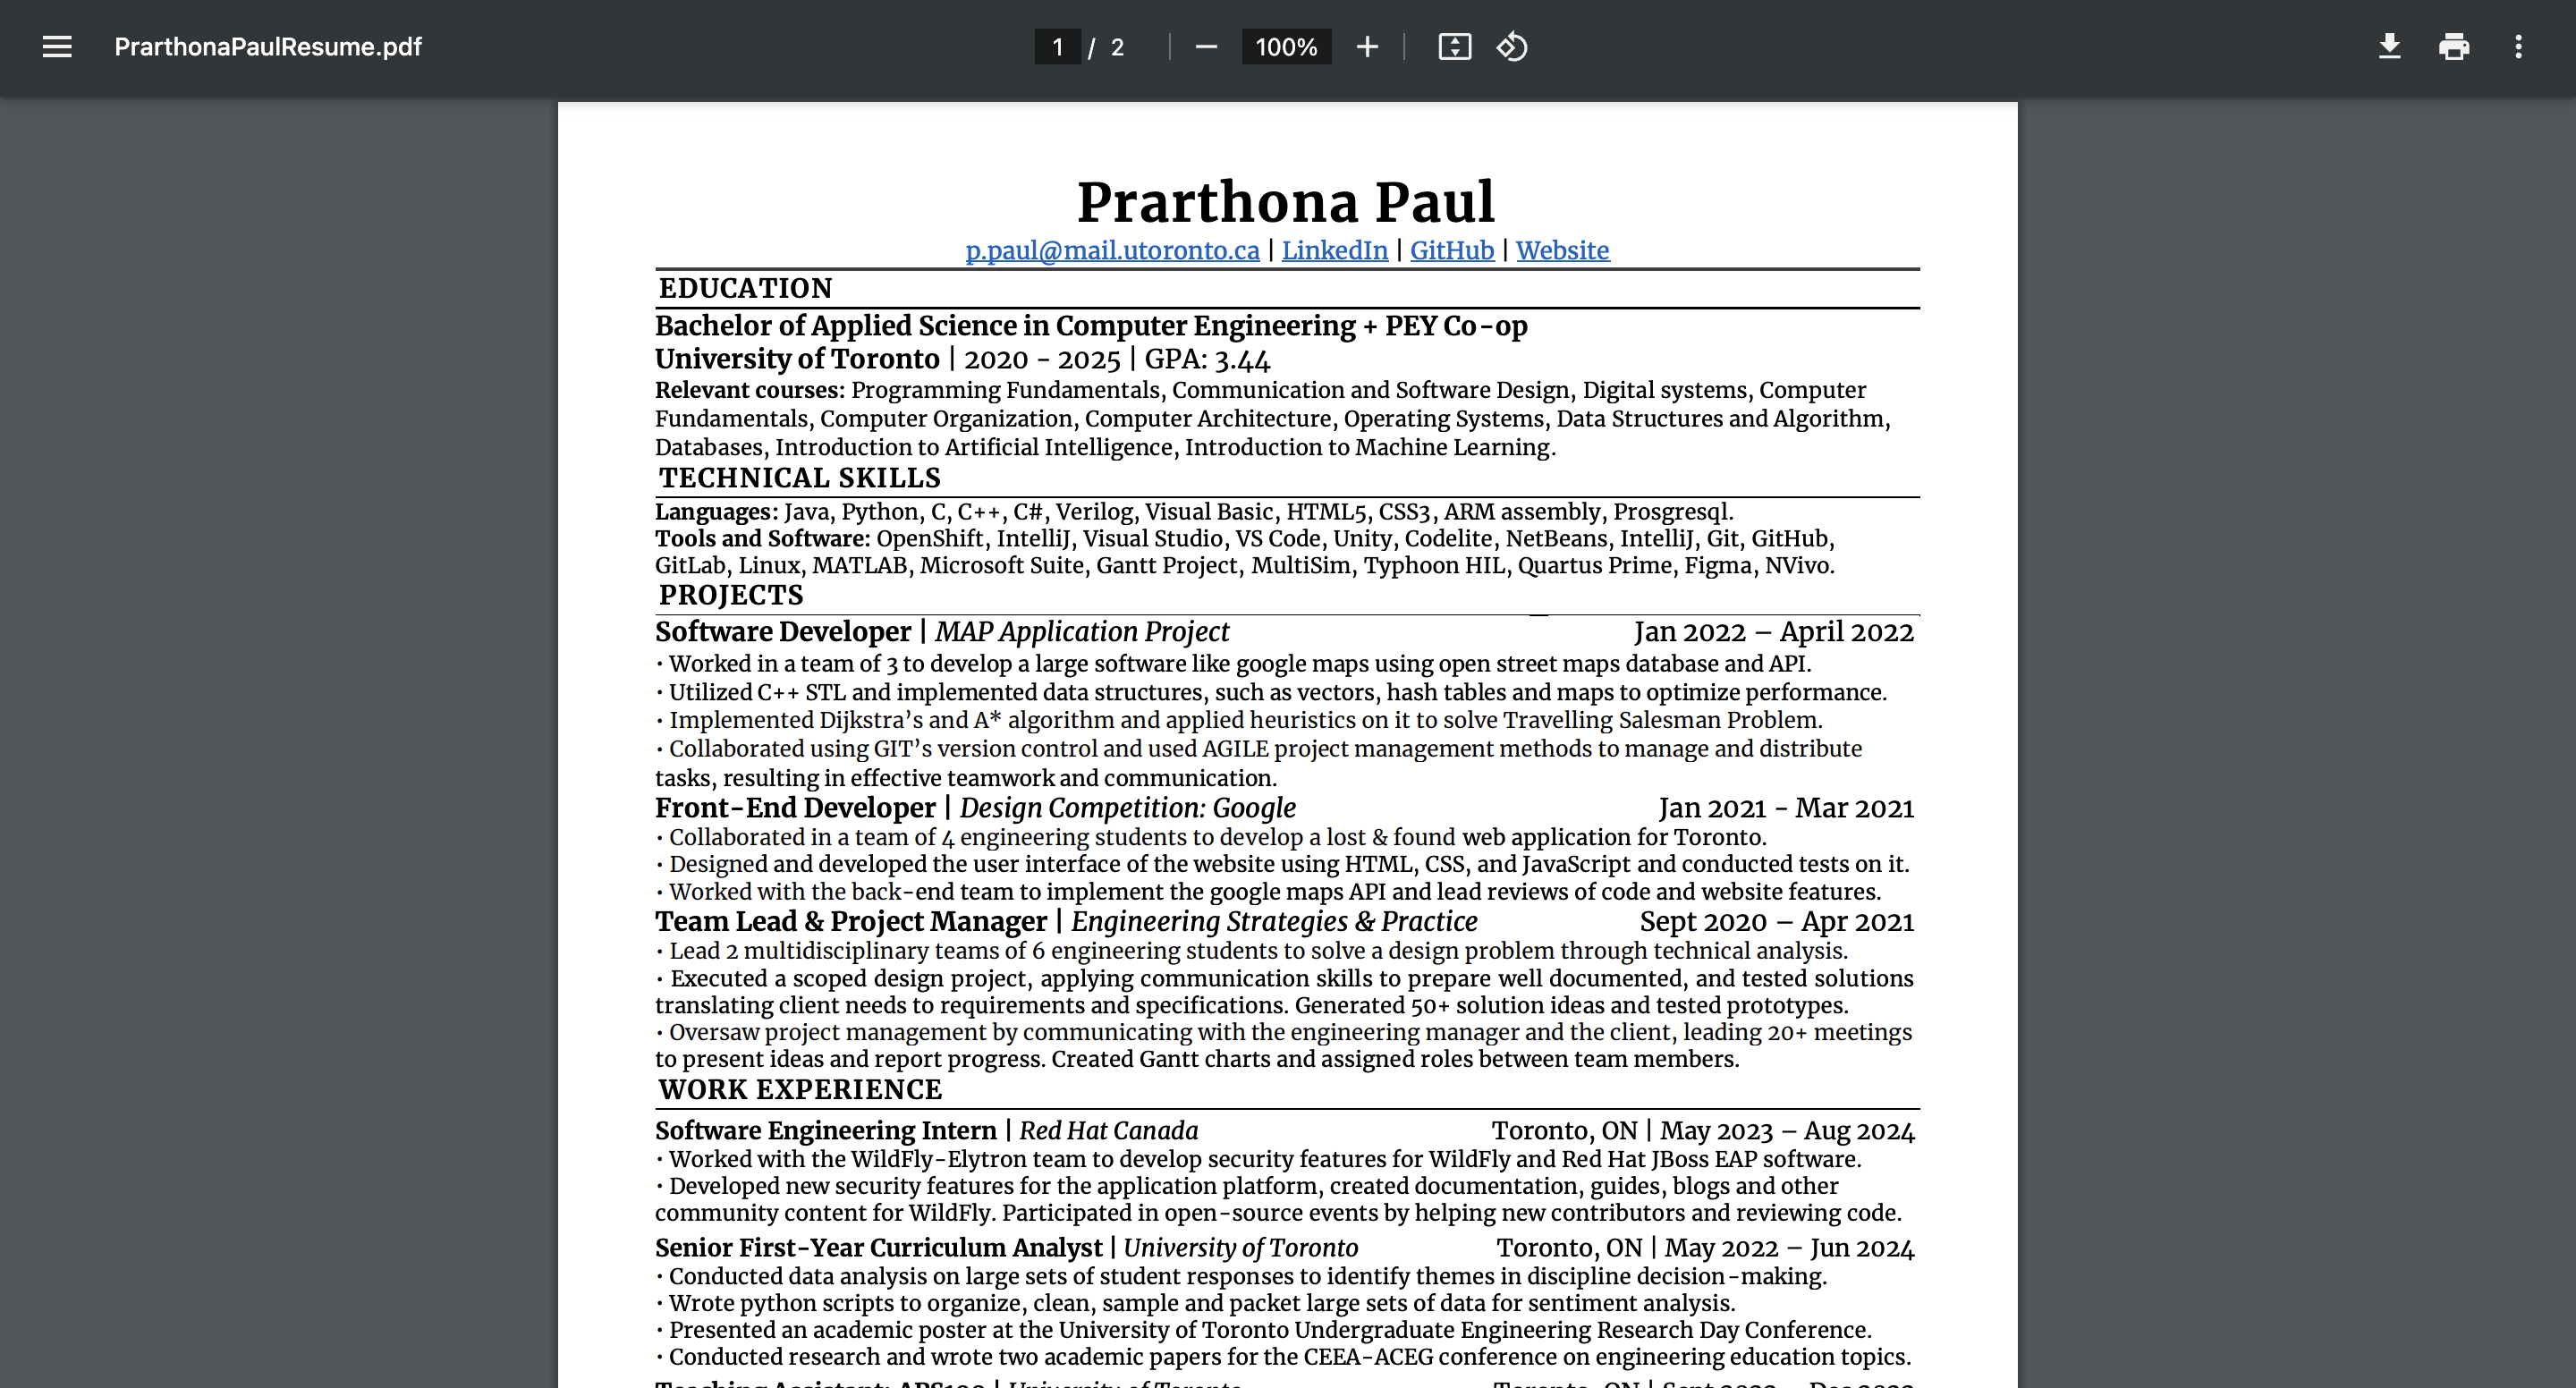 PrarthonaPaulResume.pdf
1 / 2
100%
Prarthona Paul
p.paul@mail.utoronto.ca | LinkedIn | GitHub | Website
EDUCATION
Bachelor of Applied Science in Computer Engineering + PEY Co-op
University of Toronto | 2020 - 2025 | GPA: 3.44
Relevant courses: Programming Fundamentals, Communication and Software Design, Digital systems, Computer
Fundamentals, Computer Organization, Computer Architecture, Operating Systems, Data Structures and Algorithm,
Databases, Introduction to Artificial Intelligence, Introduction to Machine Learning.
TECHNICAL SKILLS
Languages: Java, Python, C, C++, C#, Verilog, Visual Basic, HTML5, CSS3, ARM assembly, Prosgresql.
Tools and Software: OpenShift, IntelliJ, Visual Studio, VS Code, Unity, Codelite, NetBeans, IntelliJ, Git, GitHub,
GitLab, Linux, MATLAB, Microsoft Suite, Gantt Project, MultiSim, Typhoon HIL, Quartus Prime, Figma, NVivo.
PROJECTS
Software Developer | MAP Application Project Jan 2022 – April 2022
· Worked in a team of 3 to develop a large software like google maps using open street maps database and API.
· Utilized C++ STL and implemented data structures, such as vectors, hash tables and maps to optimize performance.
· Implemented Dijkstra’s and A* algorithm and applied heuristics on it to solve Travelling Salesman Problem.
· Collaborated using GIT’s version control and used AGILE project management methods to manage and distribute
tasks, resulting in effective teamwork and communication.
Front-End Developer | Design Competition: Google Jan 2021 - Mar 2021
· Collaborated in a team of 4 engineering students to develop a lost & found web application for Toronto.
· Designed and developed the user interface of the website using HTML, CSS, and JavaScript and conducted tests on it.
· Worked with the back-end team to implement the google maps API and lead reviews of code and website features.
Team Lead & Project Manager | Engineering Strategies & Practice Sept 2020 – Apr 2021
· Lead 2 multidisciplinary teams of 6 engineering students to solve a design problem through technical analysis.
· Executed a scoped design project, applying communication skills to prepare well documented, and tested solutions
translating client needs to requirements and specifications. Generated 50+ solution ideas and tested prototypes.
· Oversaw project management by communicating with the engineering manager and the client, leading 20+ meetings
to present ideas and report progress. Created Gantt charts and assigned roles between team members.
WORK EXPERIENCE
Software Engineering Intern | Red Hat Canada Toronto, ON | May 2023 – Aug 2024
· Worked with the WildFly-Elytron team to develop security features for WildFly and Red Hat JBoss EAP software.
· Developed new security features for the application platform, created documentation, guides, blogs and other
community content for WildFly. Participated in open-source events by helping new contributors and reviewing code.
Senior First-Year Curriculum Analyst | University of Toronto Toronto, ON | May 2022 – Jun 2024
· Conducted data analysis on large sets of student responses to identify themes in discipline decision-making.
· Wrote python scripts to organize, clean, sample and packet large sets of data for sentiment analysis.
· Presented an academic poster at the University of Toronto Undergraduate Engineering Research Day Conference.
· Conducted research and wrote two academic papers for the CEEA-ACEG conference on engineering education topics.